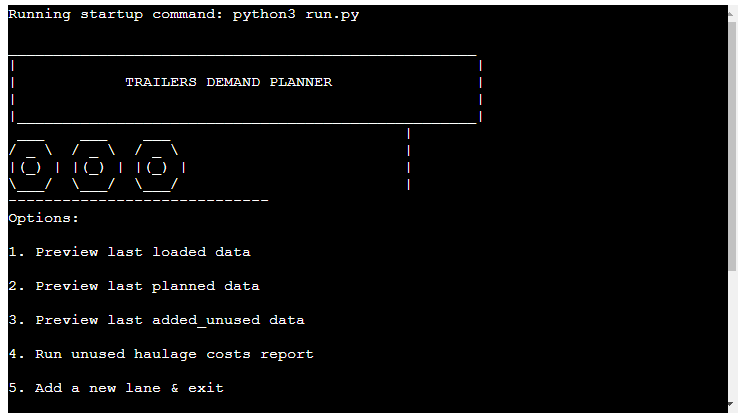 Running startup command: python3 run.py
TRAILERS DEMAND PLANNER
Options:
1. Preview last loaded data
2. Preview last planned data
3. Preview last added_unused data
4. Run unused haulage costs report
5. Add a new lane & exit